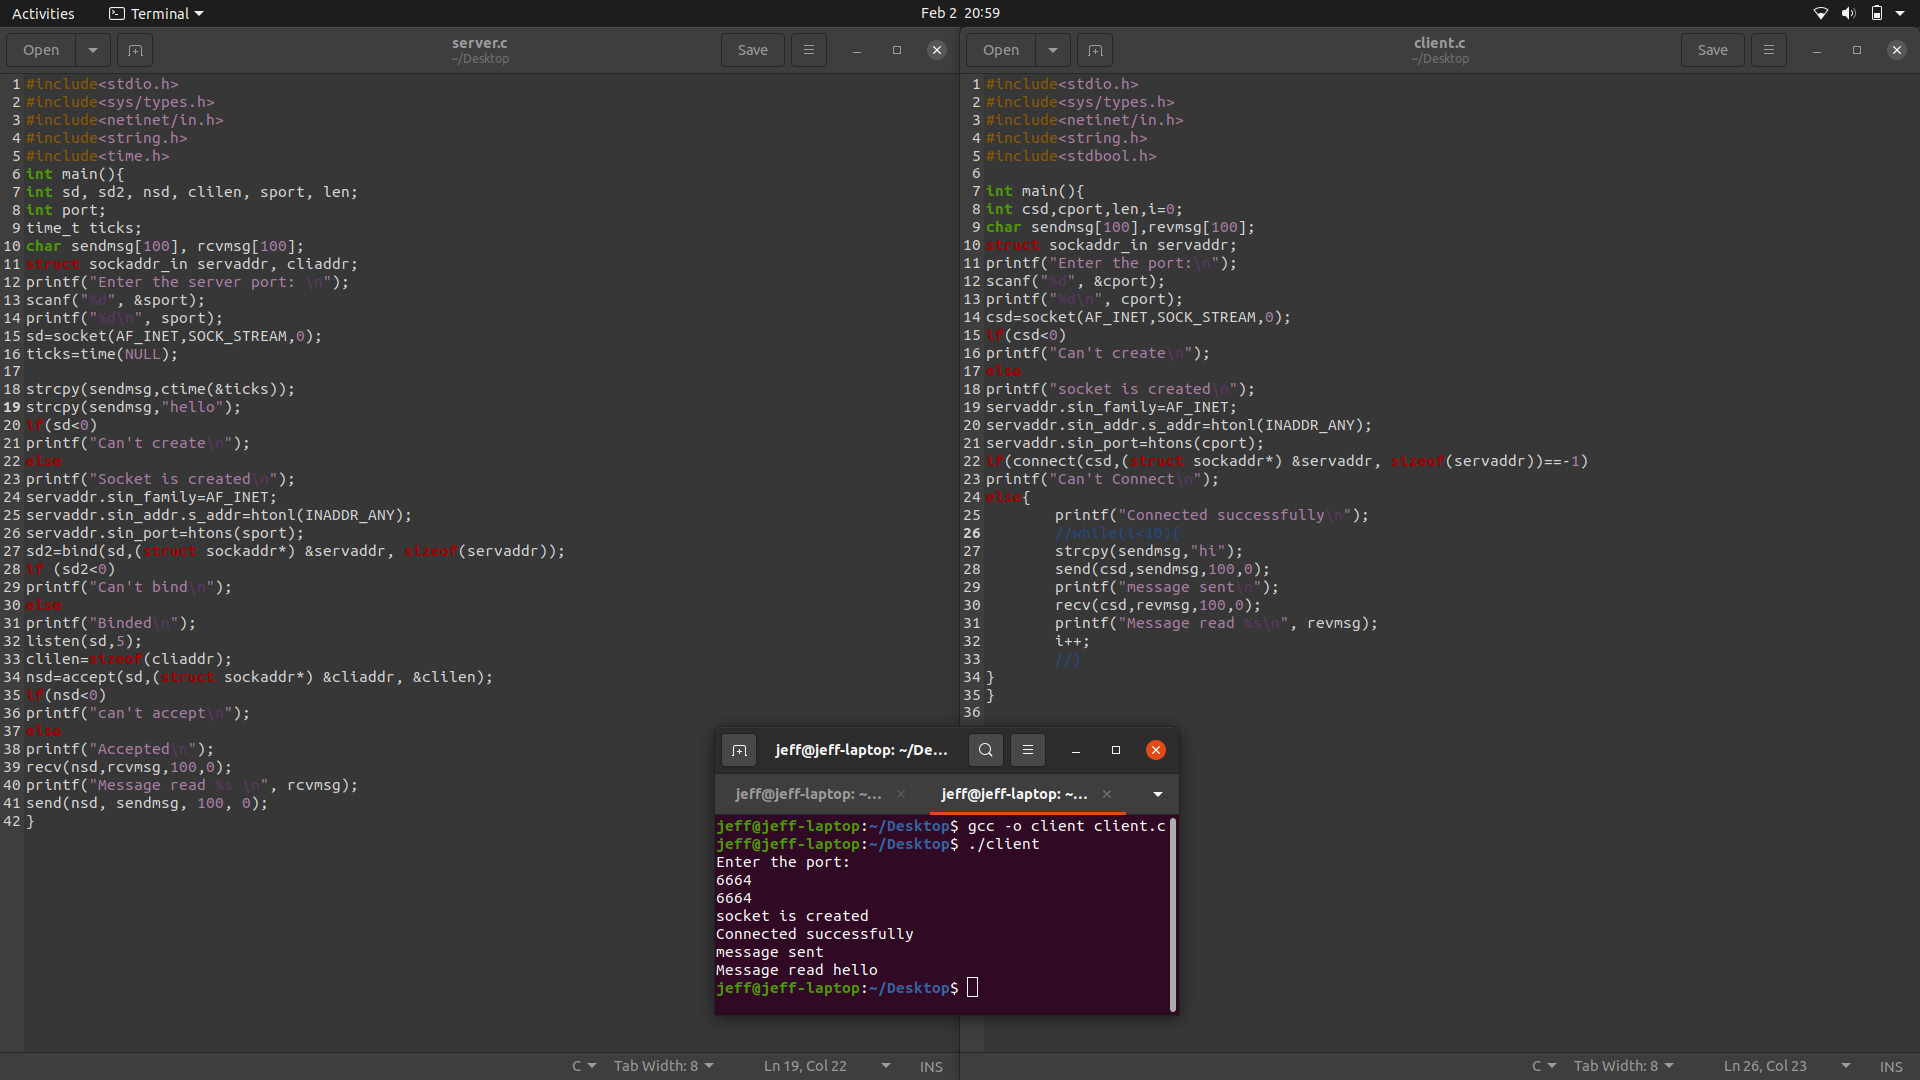 Activities Terminal Feb 2 20:59
Open server.c Save
~/Desktop
1 #include<stdio.h>
2 #include<sys/types.h>
3 #include<netinet/in.h>
4 #include<string.h>
5 #include<time.h>
6 int main(){
7 int sd, sd2, nsd, clilen, sport, len;
8 int port;
9 time_t ticks;
10 char sendmsg[100], rcvmsg[100];
11 struct sockaddr_in servaddr, cliaddr;
12 printf("Enter the server port: \n");
13 scanf("%d", &sport);
14 printf("%d\n", sport);
15 sd=socket(AF_INET,SOCK_STREAM,0);
16 ticks=time(NULL);
17
18 strcpy(sendmsg,ctime(&ticks));
19 strcpy(sendmsg,"hello");
20 if(sd<0)
21 printf("Can't create\n");
22 else
23 printf("Socket is created\n");
24 servaddr.sin_family=AF_INET;
25 servaddr.sin_addr.s_addr=htonl(INADDR_ANY);
26 servaddr.sin_port=htons(sport);
27 sd2=bind(sd,(struct sockaddr*) &servaddr, sizeof(servaddr));
28 if (sd2<0)
29 printf("Can't bind\n");
30 else
31 printf("Binded\n");
32 listen(sd,5);
33 clilen=sizeof(cliaddr);
34 nsd=accept(sd,(struct sockaddr*) &cliaddr, &clilen);
35 if(nsd<0)
36 printf("can't accept\n");
37 else
38 printf("Accepted\n");
39 recv(nsd,rcvmsg,100,0);
40 printf("Message read %s \n", rcvmsg);
41 send(nsd, sendmsg, 100, 0);
42 }
C Tab Width: 8 Ln 19, Col 22 INS
Open client.c Save
~/Desktop
1 #include<stdio.h>
2 #include<sys/types.h>
3 #include<netinet/in.h>
4 #include<string.h>
5 #include<stdbool.h>
6
7 int main(){
8 int csd,cport,len,i=0;
9 char sendmsg[100],revmsg[100];
10 struct sockaddr_in servaddr;
11 printf("Enter the port:\n");
12 scanf("%d", &cport);
13 printf("%d\n", cport);
14 csd=socket(AF_INET,SOCK_STREAM,0);
15 if(csd<0)
16 printf("Can't create\n");
17 else
18 printf("socket is created\n");
19 servaddr.sin_family=AF_INET;
20 servaddr.sin_addr.s_addr=htonl(INADDR_ANY);
21 servaddr.sin_port=htons(cport);
22 if(connect(csd,(struct sockaddr*) &servaddr, sizeof(servaddr))==-1)
23 printf("Can't Connect\n");
24 else{
25 printf("Connected successfully\n");
26 //while(i<10){
27 strcpy(sendmsg,"hi");
28 send(csd,sendmsg,100,0);
29 printf("message sent\n");
30 recv(csd,revmsg,100,0);
31 printf("Message read %s\n", revmsg);
32 i++;
33 //}
34 }
35 }
36
C Tab Width: 8 Ln 26, Col 23 INS
jeff@jeff-laptop: ~/De...
jeff@jeff-laptop: ~... jeff@jeff-laptop: ~...
jeff@jeff-laptop:~/Desktop$ gcc -o client client.c
jeff@jeff-laptop:~/Desktop$ ./client
Enter the port:
6664
6664
socket is created
Connected successfully
message sent
Message read hello
jeff@jeff-laptop:~/Desktop$